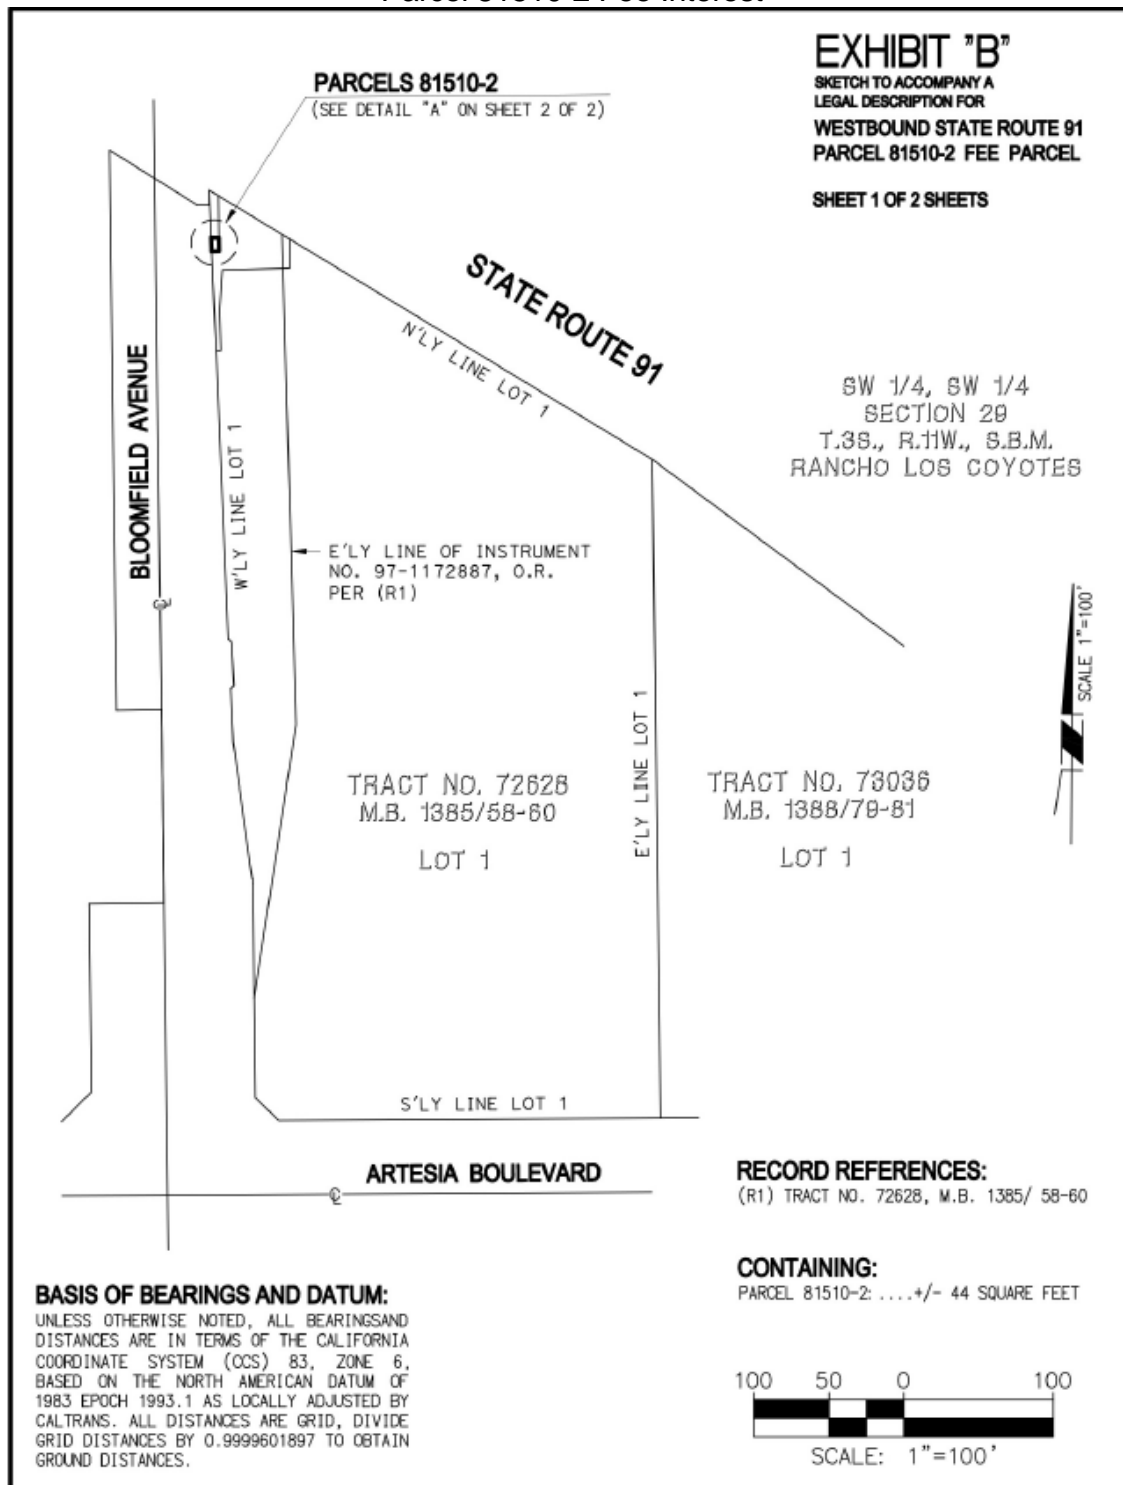 Parcel 81510-2 Fee Interest
EXHIBIT "B"
SKETCH TO ACCOMPANY A
LEGAL DESCRIPTION FOR
WESTBOUND STATE ROUTE 91
PARCEL 81510-2 FEE PARCEL
SHEET 1 OF 2 SHEETS
PARCELS 81510-2
(SEE DETAIL "A" ON SHEET 2 OF 2)
STATE ROUTE 91
N'LY LINE LOT 1
SW 1/4, SW 1/4
SECTION 29
T.3S., R.11W., S.B.M.
RANCHO LOS COYOTES
BLOOMFIELD AVENUE
W'LY LINE LOT 1
E'LY LINE OF INSTRUMENT
NO. 97-1172887, O.R.
PER (R1)
SCALE 1"=100'
E'LY LINE LOT 1
TRACT NO. 72628
M.B. 1385/58-60
LOT 1
TRACT NO. 73036
M.B. 1388/79-81
LOT 1
S'LY LINE LOT 1
ARTESIA BOULEVARD
RECORD REFERENCES:
(R1) TRACT NO. 72628, M.B. 1385/ 58-60
CONTAINING:
PARCEL 81510-2: ....+/- 44 SQUARE FEET
BASIS OF BEARINGS AND DATUM:
UNLESS OTHERWISE NOTED, ALL BEARINGSAND
DISTANCES ARE IN TERMS OF THE CALIFORNIA
COORDINATE SYSTEM (CCS) 83, ZONE 6,
BASED ON THE NORTH AMERICAN DATUM OF
1983 EPOCH 1993.1 AS LOCALLY ADJUSTED BY
CALTRANS. ALL DISTANCES ARE GRID, DIVIDE
GRID DISTANCES BY 0.9999601897 TO OBTAIN
GROUND DISTANCES.
100 50 0 100
SCALE: 1"=100'